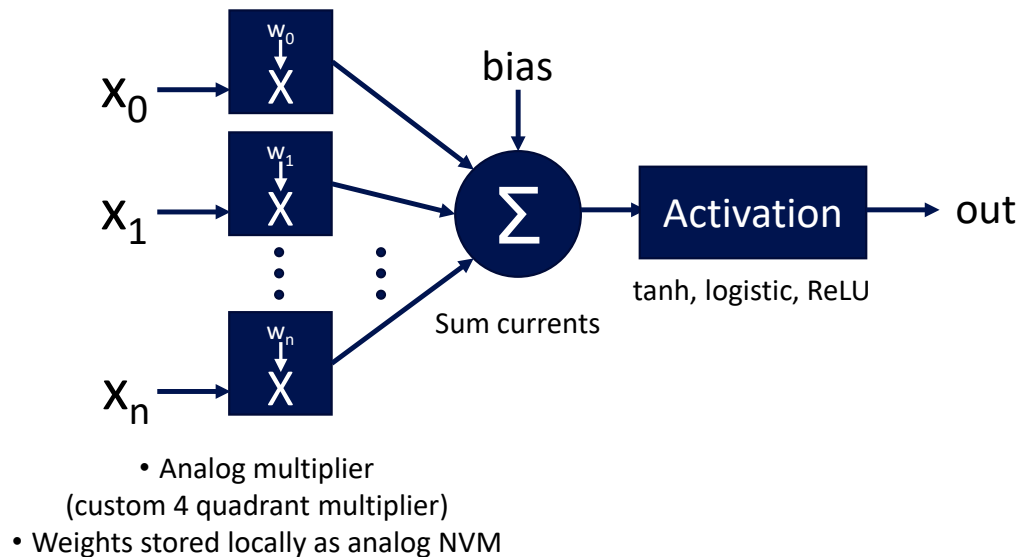 w₀
X
x₀
bias
w₁
X
x₁
Σ
Activation
out
tanh, logistic, ReLU
Sum currents
wₙ
X
xₙ
• Analog multiplier
(custom 4 quadrant multiplier)
• Weights stored locally as analog NVM